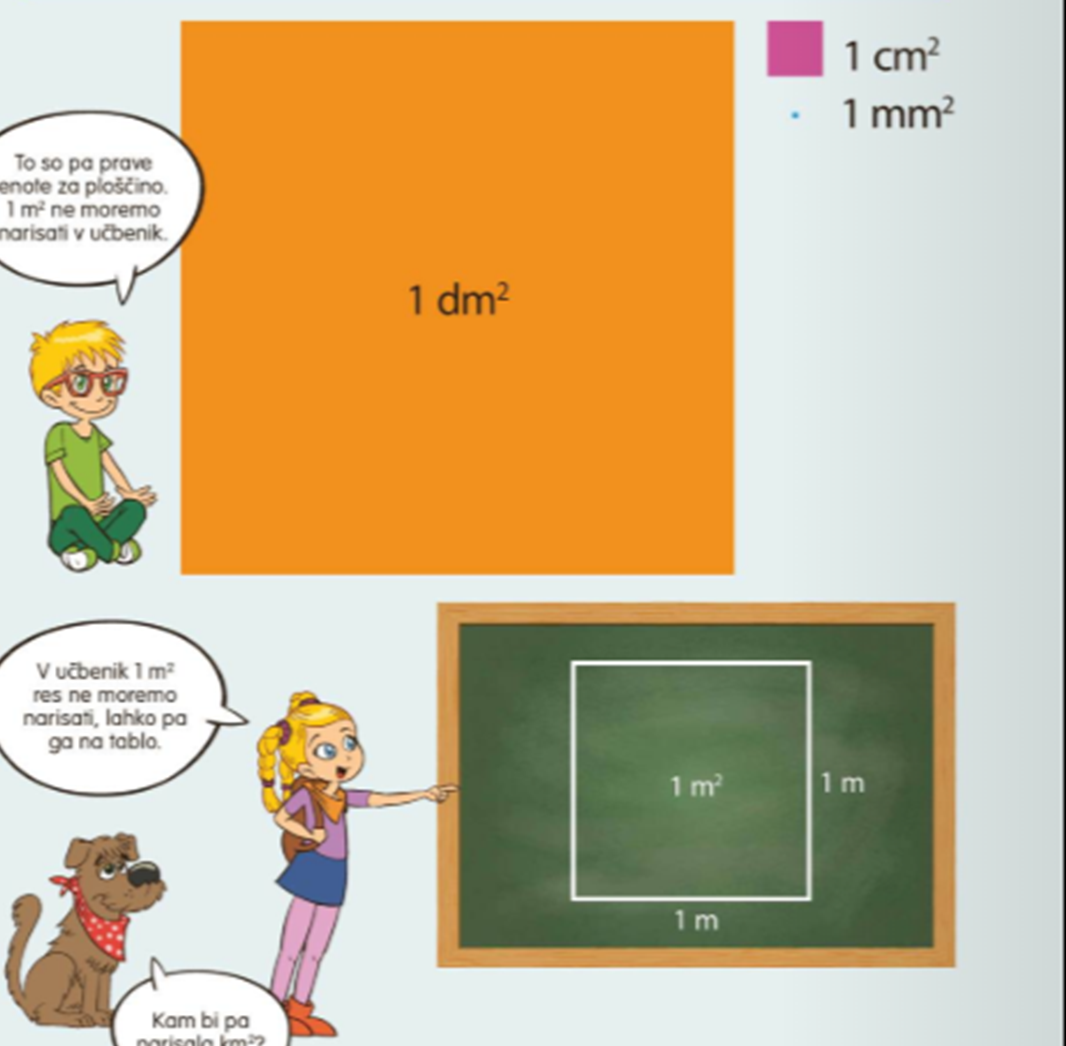 1 cm²
1 mm²
To so pa prave
enote za ploščino.
1 m² ne moremo
narisati v učbenik.
1 dm²
V učbenik 1 m²
res ne moremo
narisati, lahko pa
ga na tablo.
1 m²
1 m
1 m
Kam bi pa
narisala km²?